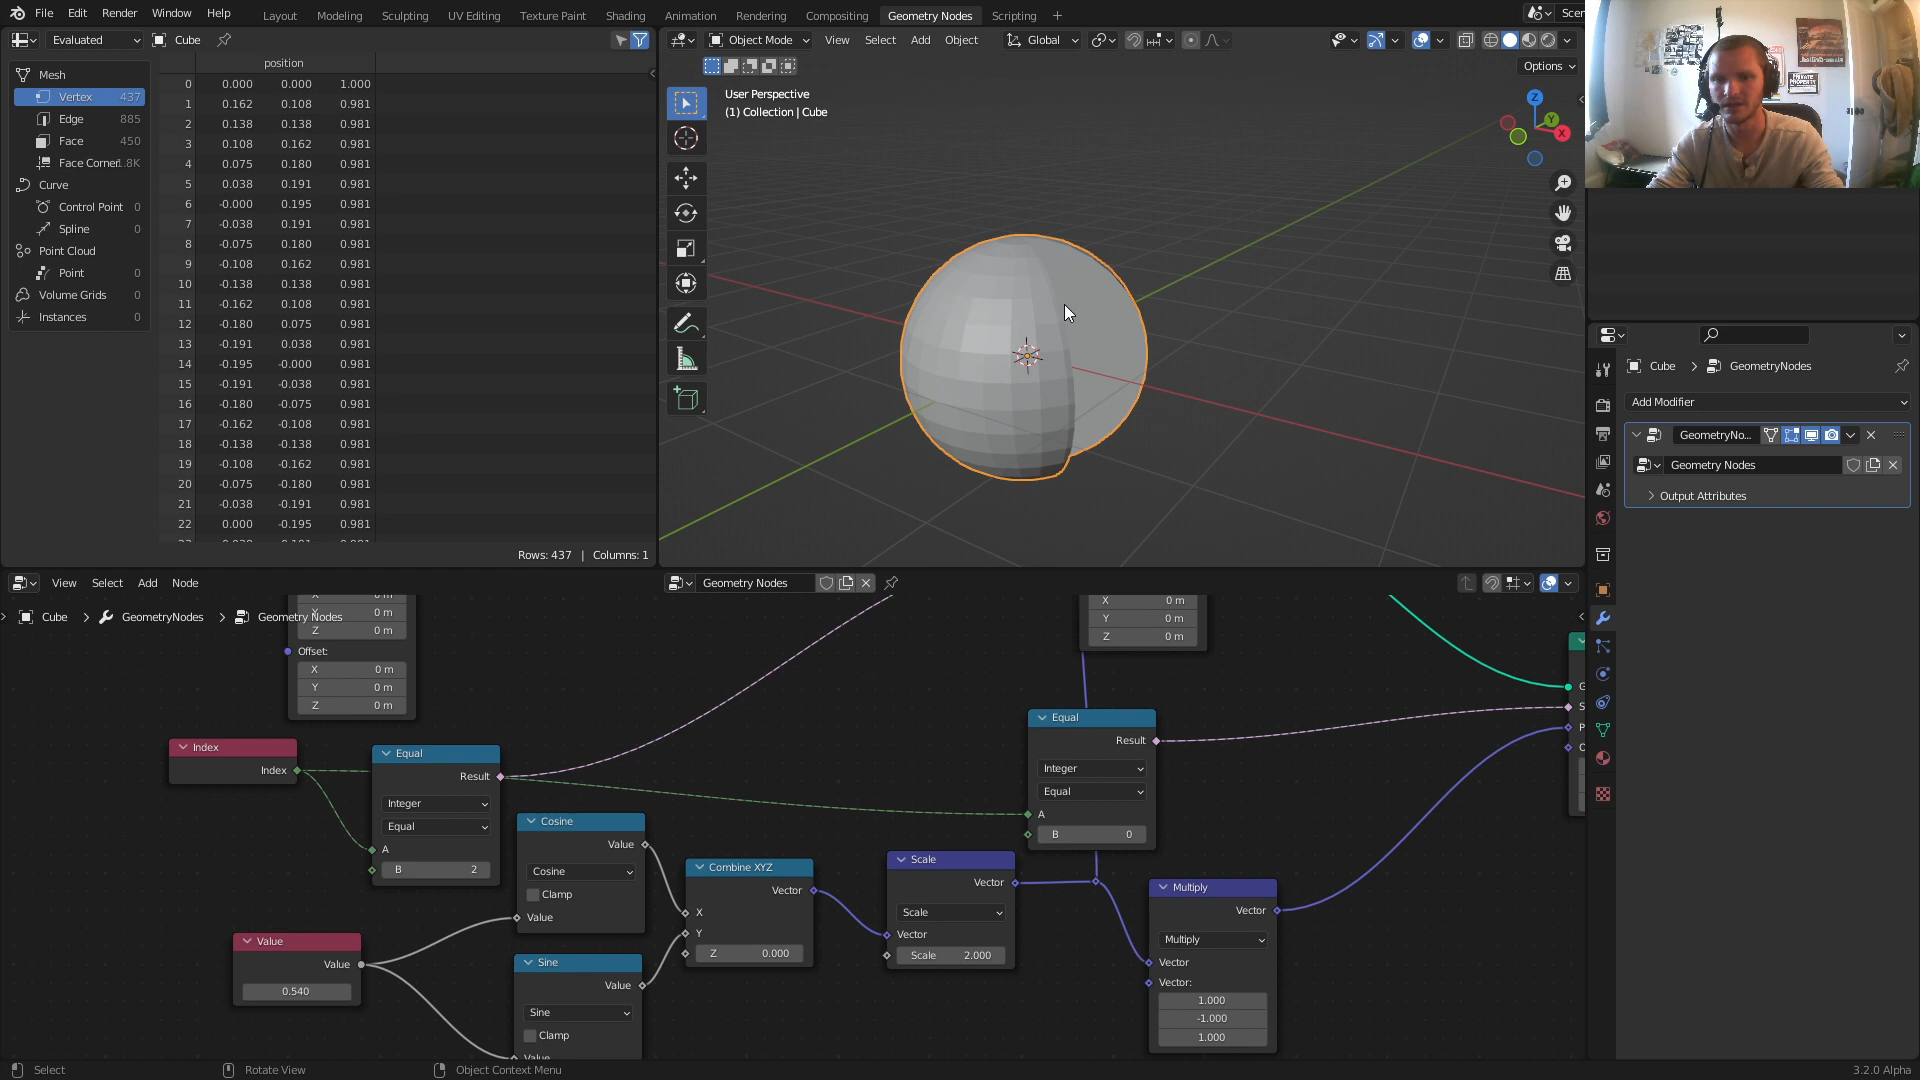 File Edit Render Window Help
Layout Modeling Sculpting UV Editing Texture Paint Shading Animation Rendering Compositing Geometry Nodes Scripting +
Scen
Evaluated Cube
Object Mode View Select Add Object Global
Options
Mesh
Vertex 437
Edge 885
Face 450
Face Corner 1.8K
Curve
Control Point 0
Spline 0
Point Cloud
Point 0
Volume Grids 0
Instances 0
position
0 0.000 0.000 1.000
1 0.162 0.108 0.981
2 0.138 0.138 0.981
3 0.108 0.162 0.981
4 0.075 0.180 0.981
5 0.038 0.191 0.981
6 -0.000 0.195 0.981
7 -0.038 0.191 0.981
8 -0.075 0.180 0.981
9 -0.108 0.162 0.981
10 -0.138 0.138 0.981
11 -0.162 0.108 0.981
12 -0.180 0.075 0.981
13 -0.191 0.038 0.981
14 -0.195 -0.000 0.981
15 -0.191 -0.038 0.981
16 -0.180 -0.075 0.981
17 -0.162 -0.108 0.981
18 -0.138 -0.138 0.981
19 -0.108 -0.162 0.981
20 -0.075 -0.180 0.981
21 -0.038 -0.191 0.981
22 0.000 -0.195 0.981
Rows: 437 | Columns: 1
User Perspective
(1) Collection | Cube
Z
Y
X
PRIVATE
PROPERTY
Cube > GeometryNodes
Add Modifier
GeometryNo...
Geometry Nodes
Output Attributes
View Select Add Node
Geometry Nodes
Cube > GeometryNodes > Geometry Nodes
Y 0 m
Z 0 m
Offset:
X 0 m
Y 0 m
Z 0 m
X 0 m
Y 0 m
Z 0 m
Index
Index
Equal
Result
Integer
Equal
A
B 2
Value
Value
0.540
Cosine
Value
Cosine
Clamp
Value
Sine
Value
Sine
Clamp
Value
Combine XYZ
Vector
X
Y
Z 0.000
Scale
Vector
Scale
Vector
Scale 2.000
Equal
Result
Integer
Equal
A
B 0
Multiply
Vector
Multiply
Vector
Vector:
1.000
-1.000
1.000
G
S
P
O
Select Rotate View Object Context Menu
3.2.0 Alpha